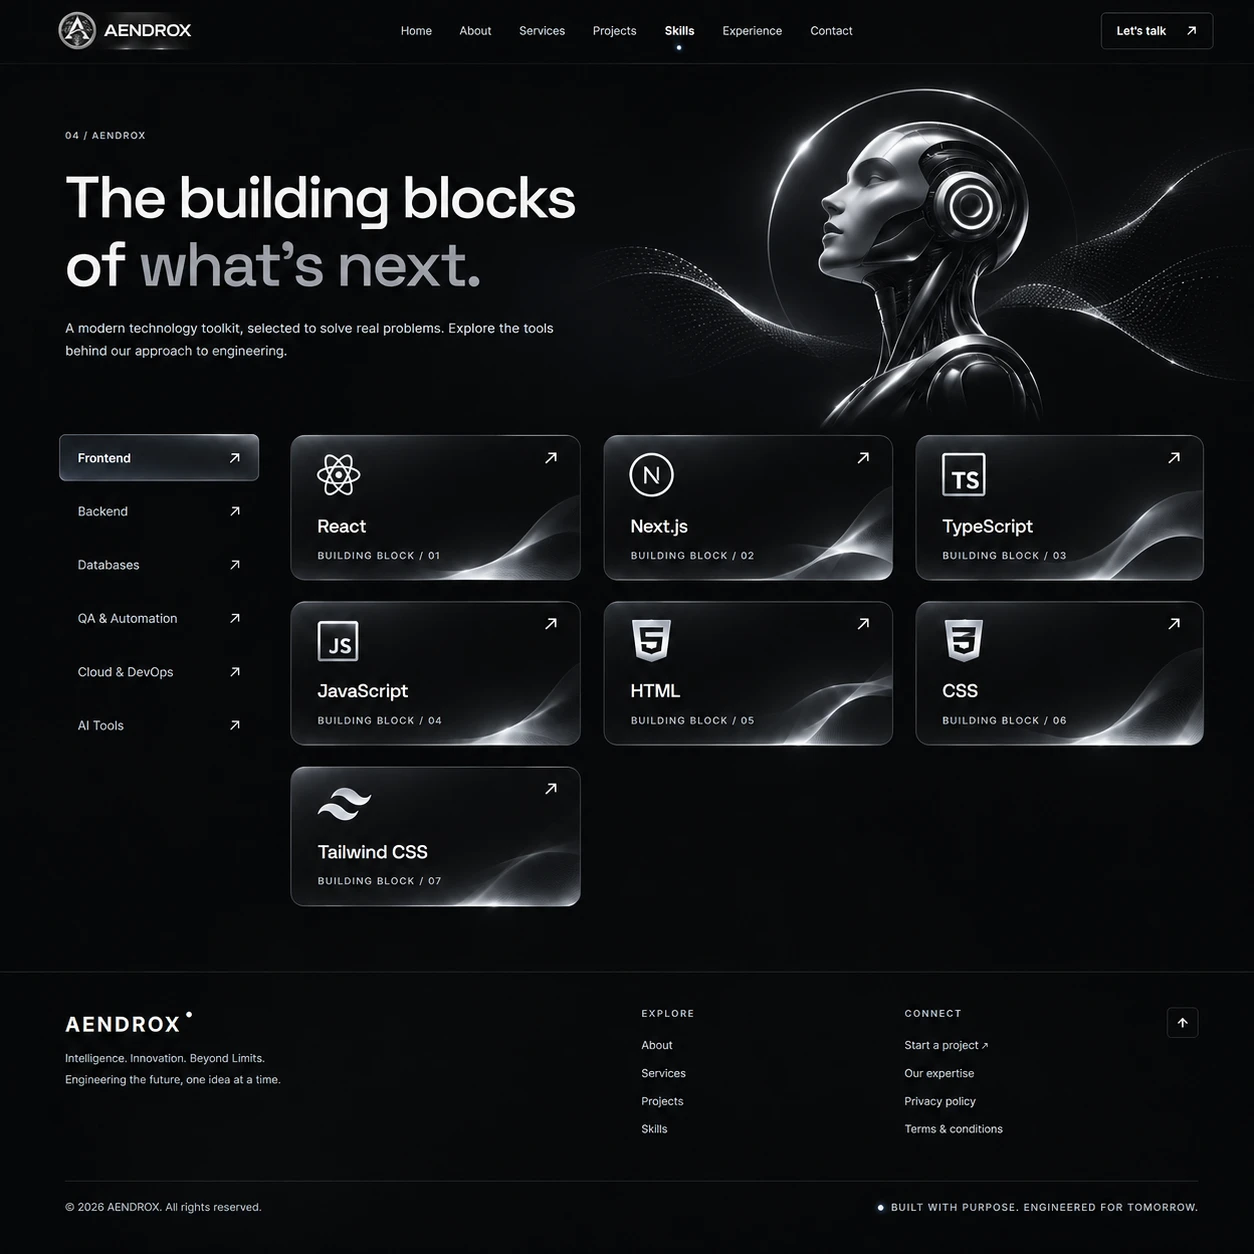 AENDROX
Home
About
Services
Projects
Skills
Experience
Contact
Let's talk
04 / AENDROX
The building blocks
of what's next.
A modern technology toolkit, selected to solve real problems. Explore the tools
behind our approach to engineering.
Frontend
Backend
Databases
QA & Automation
Cloud & DevOps
AI Tools
React
BUILDING BLOCK / 01
N
Next.js
BUILDING BLOCK / 02
TS
TypeScript
BUILDING BLOCK / 03
JS
JavaScript
BUILDING BLOCK / 04
5
HTML
BUILDING BLOCK / 05
3
CSS
BUILDING BLOCK / 06
Tailwind CSS
BUILDING BLOCK / 07
AENDROX
Intelligence. Innovation. Beyond Limits.
Engineering the future, one idea at a time.
EXPLORE
About
Services
Projects
Skills
CONNECT
Start a project ↗
Our expertise
Privacy policy
Terms & conditions
© 2026 AENDROX. All rights reserved.
BUILT WITH PURPOSE. ENGINEERED FOR TOMORROW.